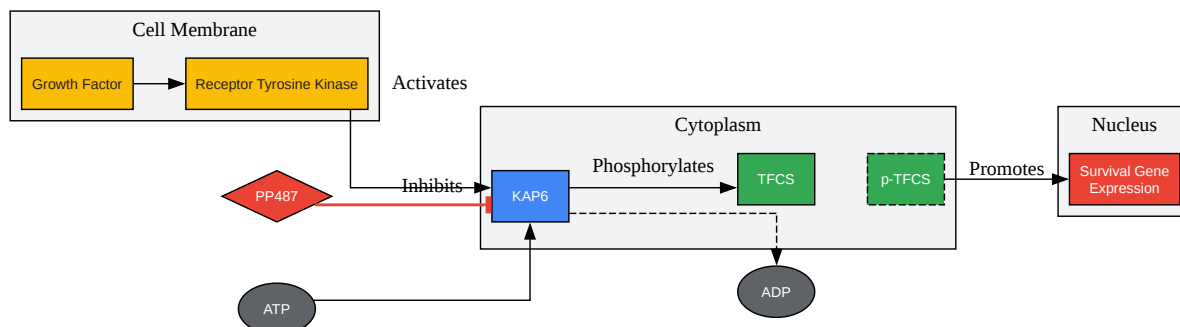 Cell Membrane
Growth Factor
Receptor Tyrosine Kinase
Activates
Cytoplasm
Nucleus
Phosphorylates
TFCS
p-TFCS
Promotes
Survival Gene
Expression
PP487
Inhibits
KAP6
ATP
ADP